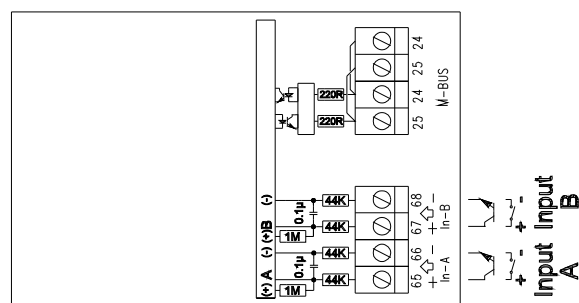 24
25
24
25
M-BUS
220R
220R
(-)
B
(+)
(-)
A
(+)
0.1µ
0.1µ
1M
1M
44K
44K
44K
44K
68 -
67 +
In-B
66 -
65 +
In-A
-
+
Input
B
-
+
Input
A